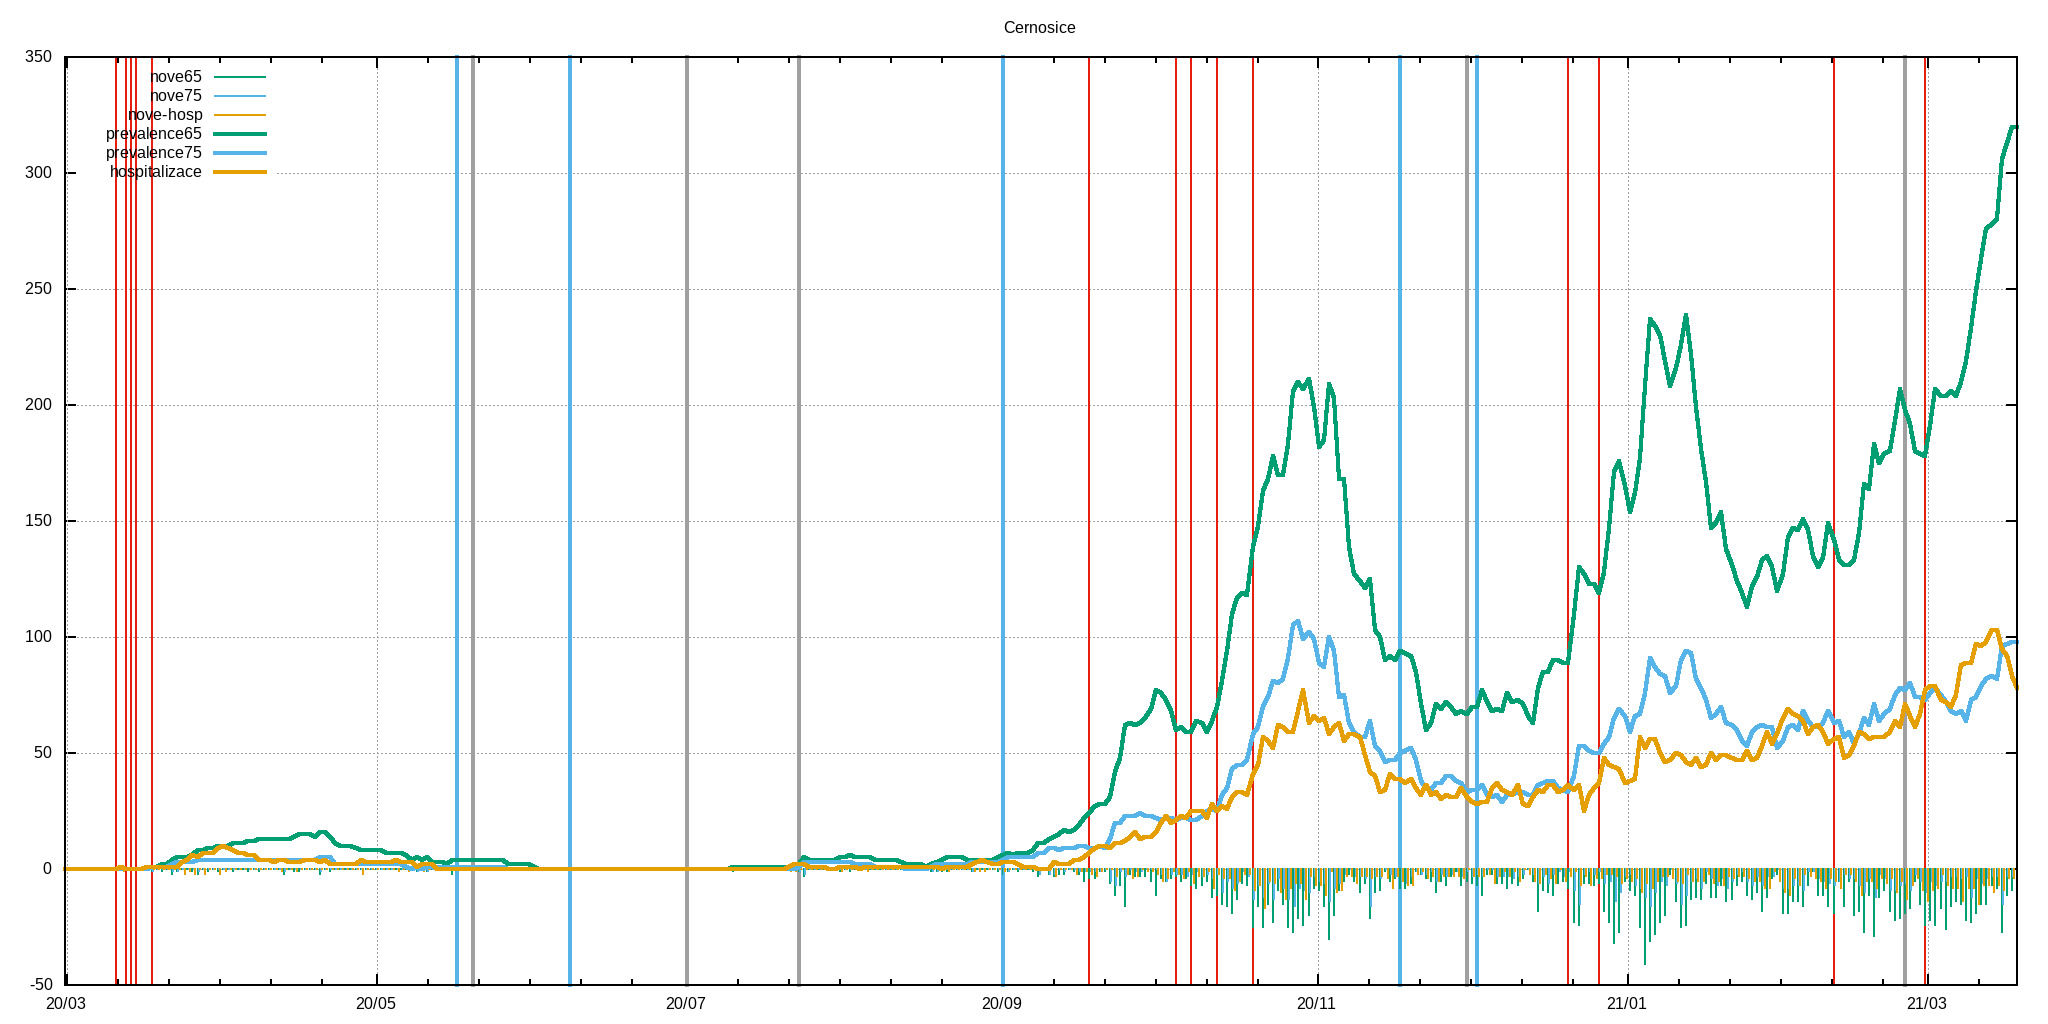 Cernosice
350
300
250
200
150
100
50
0
-50
nove65
nove75
nove-hosp
prevalence65
prevalence75
hospitalizace
20/03 20/05 20/07 20/09 20/11 21/01 21/03